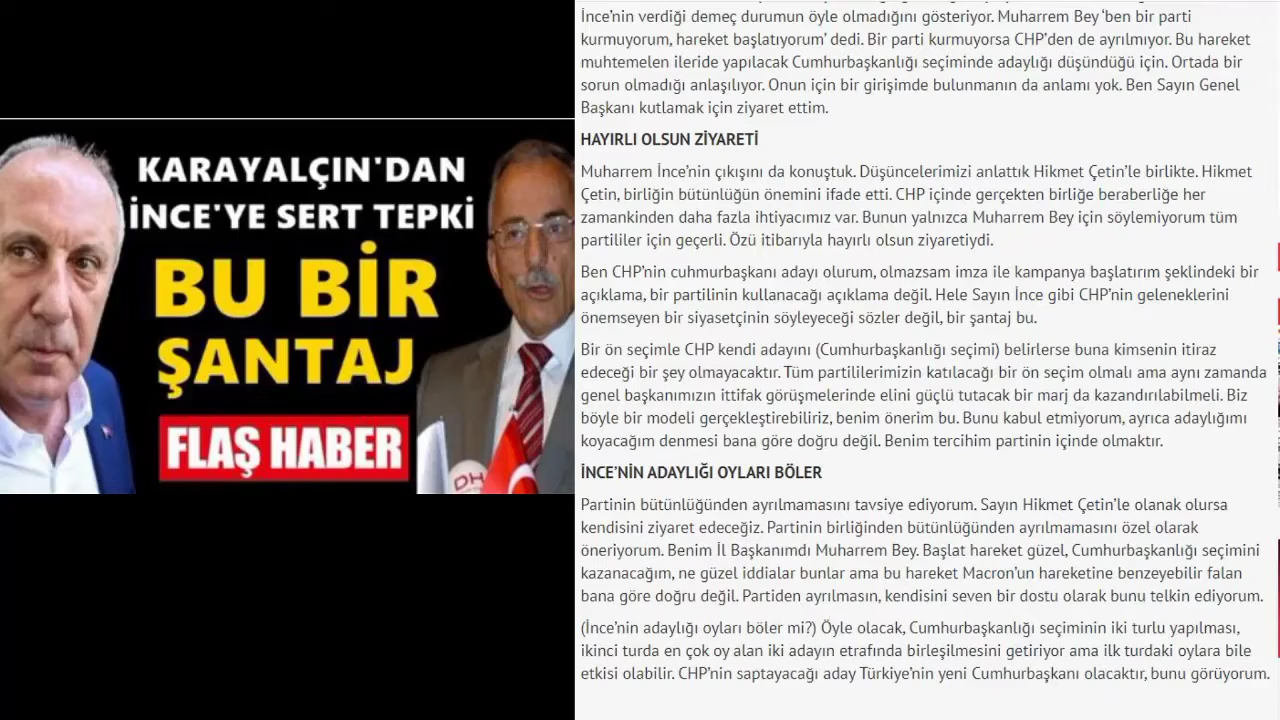 KARAYALÇIN'DAN
İNCE'YE SERT TEPKİ
BU BİR
ŞANTAJ
FLAŞ HABER
DH
İnce’nin verdiği demeç durumun öyle olmadığını gösteriyor. Muharrem Bey ‘ben bir parti
kurmuyorum, hareket başlatıyorum’ dedi. Bir parti kurmuyorsa CHP’den de ayrılmıyor. Bu hareket
muhtemelen ileride yapılacak Cumhurbaşkanlığı seçiminde adaylığı düşündüğü için. Ortada bir
sorun olmadığı anlaşılıyor. Onun için bir girişimde bulunmanın da anlamı yok. Ben Sayın Genel
Başkanı kutlamak için ziyaret ettim.
HAYIRLI OLSUN ZİYARETİ
Muharrem İnce’nin çıkışını da konuştuk. Düşüncelerimizi anlattık Hikmet Çetin’le birlikte. Hikmet
Çetin, birliğin bütünlüğün önemini ifade etti. CHP içinde gerçekten birliğe beraberliğe her
zamankinden daha fazla ihtiyacımız var. Bunun yalnızca Muharrem Bey için söylemiyorum tüm
partililer için geçerli. Özü itibarıyla hayırlı olsun ziyaretiydi.
Ben CHP’nin cuhmurbaşkanı adayı olurum, olmazsam imza ile kampanya başlatırım şeklindeki bir
açıklama, bir partilinin kullanacağı açıklama değil. Hele Sayın İnce gibi CHP’nin geleneklerini
önemseyen bir siyasetçinin söyleyeceği sözler değil, bir şantaj bu.
Bir ön seçimle CHP kendi adayını (Cumhurbaşkanlığı seçimi) belirlerse buna kimsenin itiraz
edeceği bir şey olmayacaktır. Tüm partililerimizin katılacağı bir ön seçim olmalı ama aynı zamanda
genel başkanımızın ittifak görüşmelerinde elini güçlü tutacak bir marj da kazandırılabilmeli. Biz
böyle bir modeli gerçekleştirebiliriz, benim önerim bu. Bunu kabul etmiyorum, ayrıca adaylığımı
koyacağım denmesi bana göre doğru değil. Benim tercihim partinin içinde olmaktır.
İNCE’NİN ADAYLIĞI OYLARI BÖLER
Partinin bütünlüğünden ayrılmamasını tavsiye ediyorum. Sayın Hikmet Çetin’le olanak olursa
kendisini ziyaret edeceğiz. Partinin birliğinden bütünlüğünden ayrılmamasını özel olarak
öneriyorum. Benim İl Başkanımdı Muharrem Bey. Başlat hareket güzel, Cumhurbaşkanlığı seçimini
kazanacağım, ne güzel iddialar bunlar ama bu hareket Macron’un hareketine benzeyebilir falan
bana göre doğru değil. Partiden ayrılmasın, kendisini seven bir dostu olarak bunu telkin ediyorum.
(İnce’nin adaylığı oyları böler mi?) Öyle olacak, Cumhurbaşkanlığı seçiminin iki turlu yapılması,
ikinci turda en çok oy alan iki adayın etrafında birleşilmesini getiriyor ama ilk turdaki oylara bile
etkisi olabilir. CHP’nin saptayacağı aday Türkiye’nin yeni Cumhurbaşkanı olacaktır, bunu görüyorum.